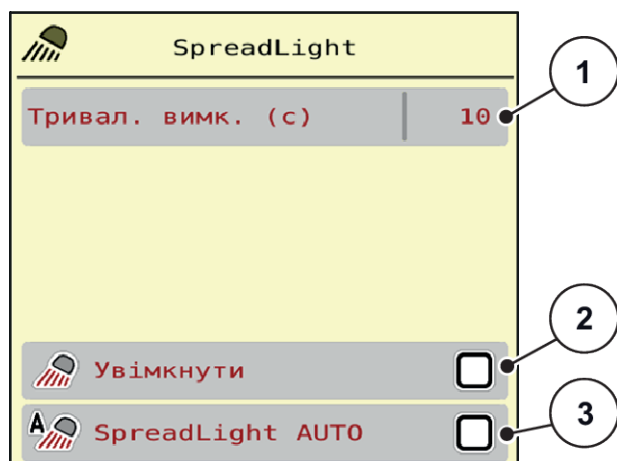 SpreadLight
Тривал. вимк. (с) 10
1
Увімкнути
2
A
SpreadLight AUTO
3